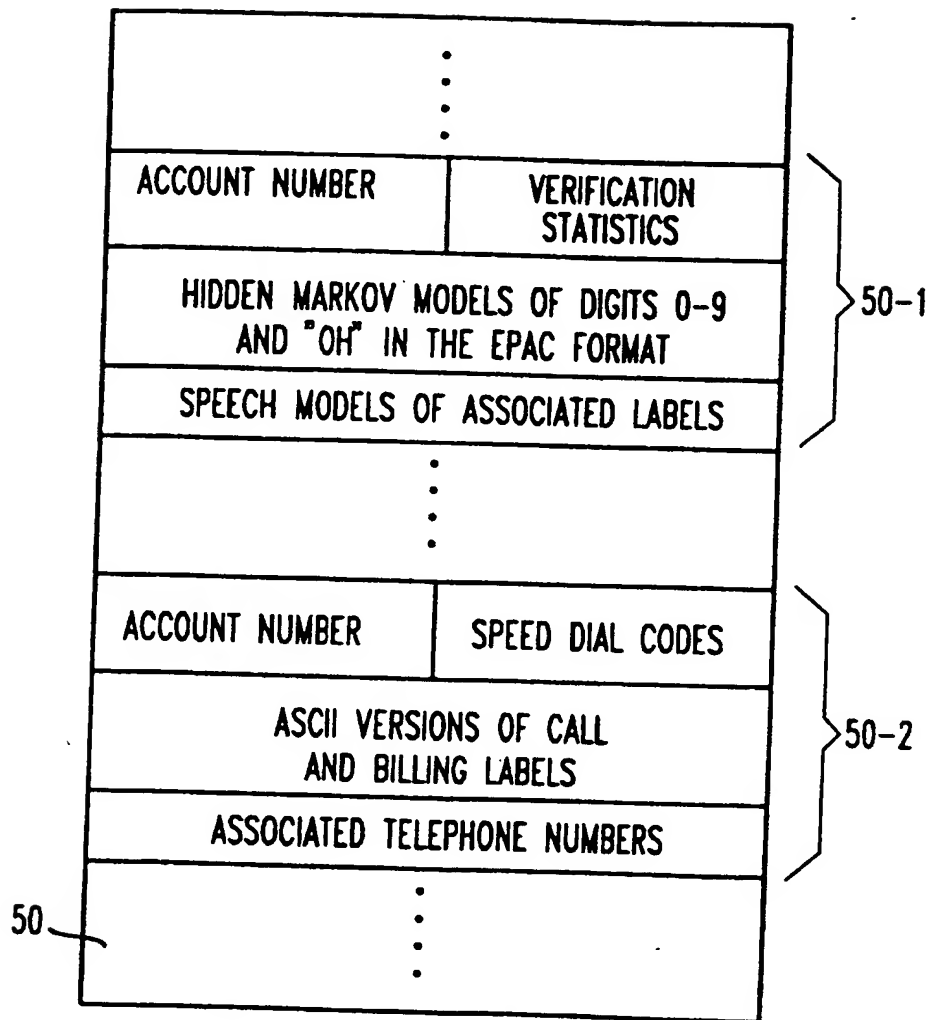 ACCOUNT NUMBER
VERIFICATION
STATISTICS
HIDDEN MARKOV MODELS OF DIGITS 0-9
AND "OH" IN THE EPAC FORMAT
SPEECH MODELS OF ASSOCIATED LABELS
50-1
ACCOUNT NUMBER
SPEED DIAL CODES
ASCII VERSIONS OF CALL
AND BILLING LABELS
ASSOCIATED TELEPHONE NUMBERS
50-2
50